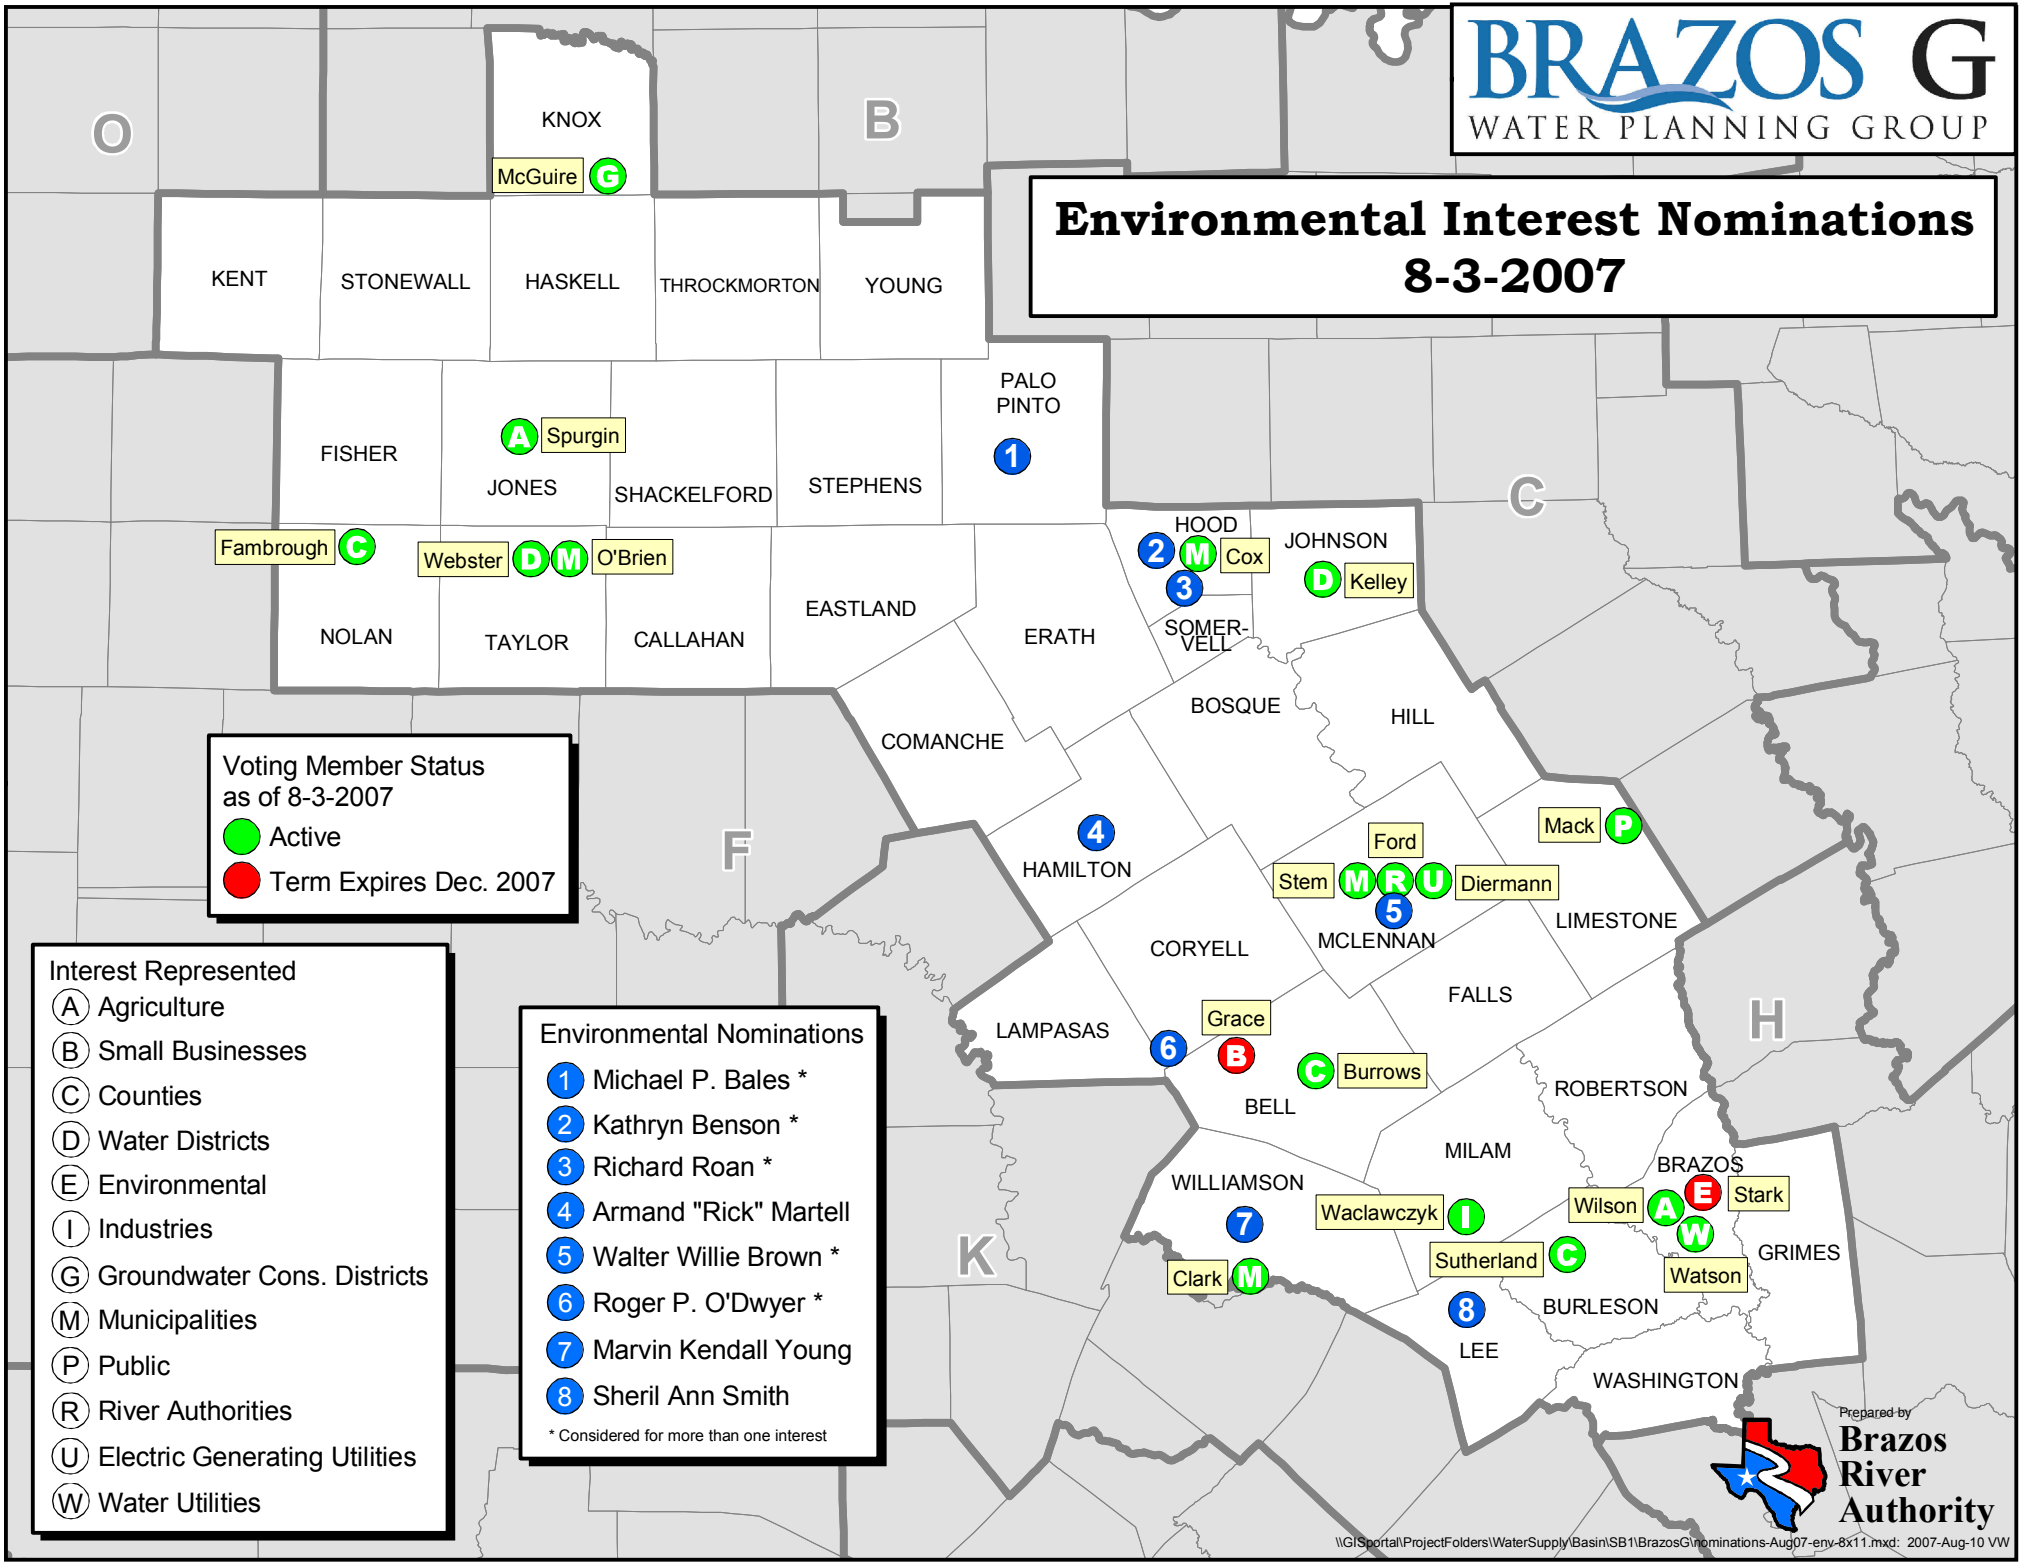 BRAZOS G
WATER PLANNING GROUP
Environmental Interest Nominations
8-3-2007
O
B
KNOX
McGuire G
KENT
STONEWALL
HASKELL
THROCKMORTON
YOUNG
PALO
PINTO
1
FISHER
A Spurgin
JONES
SHACKELFORD
STEPHENS
C
Fambrough C
Webster D M O'Brien
HOOD
2 M Cox
3
JOHNSON
D Kelley
NOLAN
TAYLOR
CALLAHAN
EASTLAND
ERATH
SOMER-
VELL
BOSQUE
HILL
COMANCHE
Voting Member Status
as of 8-3-2007
Active
Term Expires Dec. 2007
F
4
HAMILTON
Mack P
Ford
Stem M R U Diermann
5
MCLENNAN
LIMESTONE
CORYELL
FALLS
H
LAMPASAS
Grace
6 B
C Burrows
BELL
ROBERTSON
MILAM
BRAZOS
WILLIAMSON
7
Waclawczyk I
Wilson A E Stark
W
Watson
Sutherland C
GRIMES
K
Clark M
BURLESON
8
LEE
WASHINGTON
Interest Represented
A Agriculture
B Small Businesses
C Counties
D Water Districts
E Environmental
I Industries
G Groundwater Cons. Districts
M Municipalities
P Public
R River Authorities
U Electric Generating Utilities
W Water Utilities
Environmental Nominations
1 Michael P. Bales *
2 Kathryn Benson *
3 Richard Roan *
4 Armand "Rick" Martell
5 Walter Willie Brown *
6 Roger P. O'Dwyer *
7 Marvin Kendall Young
8 Sheril Ann Smith
* Considered for more than one interest
Prepared by
Brazos
River
Authority
\\GISportal\ProjectFolders\WaterSupply\Basin\SB1\BrazosG\nominations-Aug07-env-8x11.mxd: 2007-Aug-10 VW